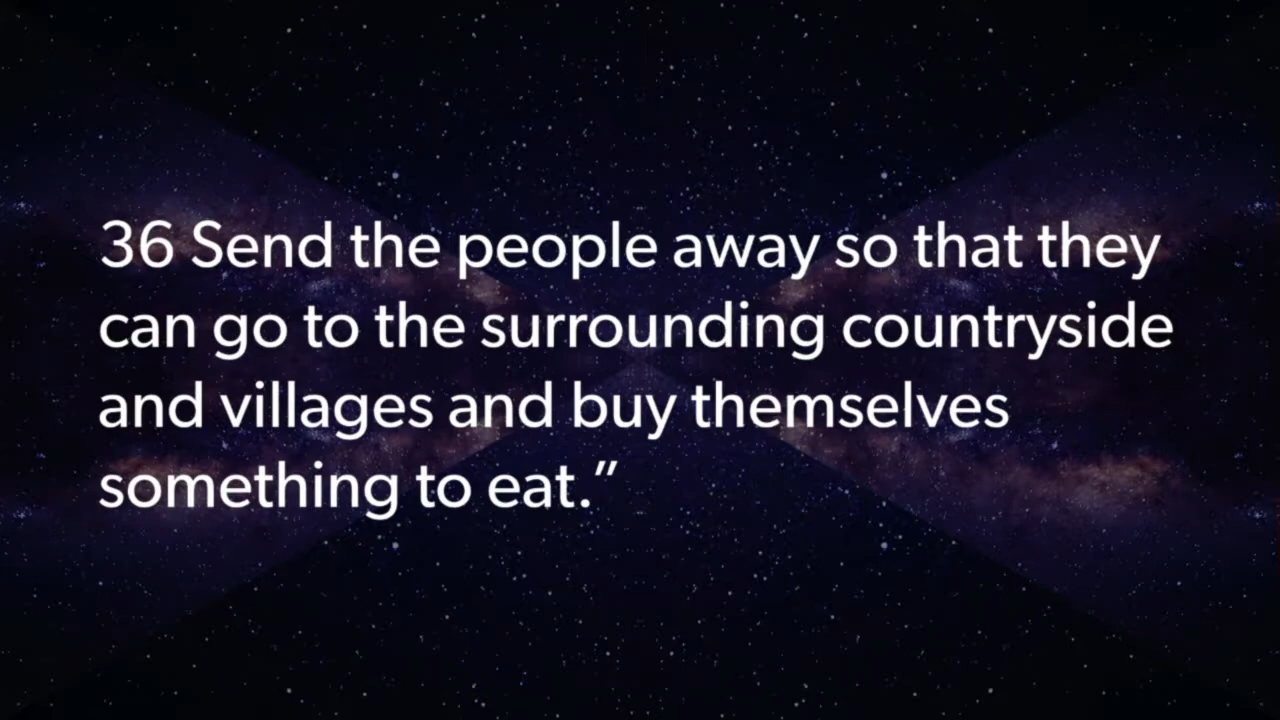 36 Send the people away so that they
can go to the surrounding countryside
and villages and buy themselves
something to eat.”